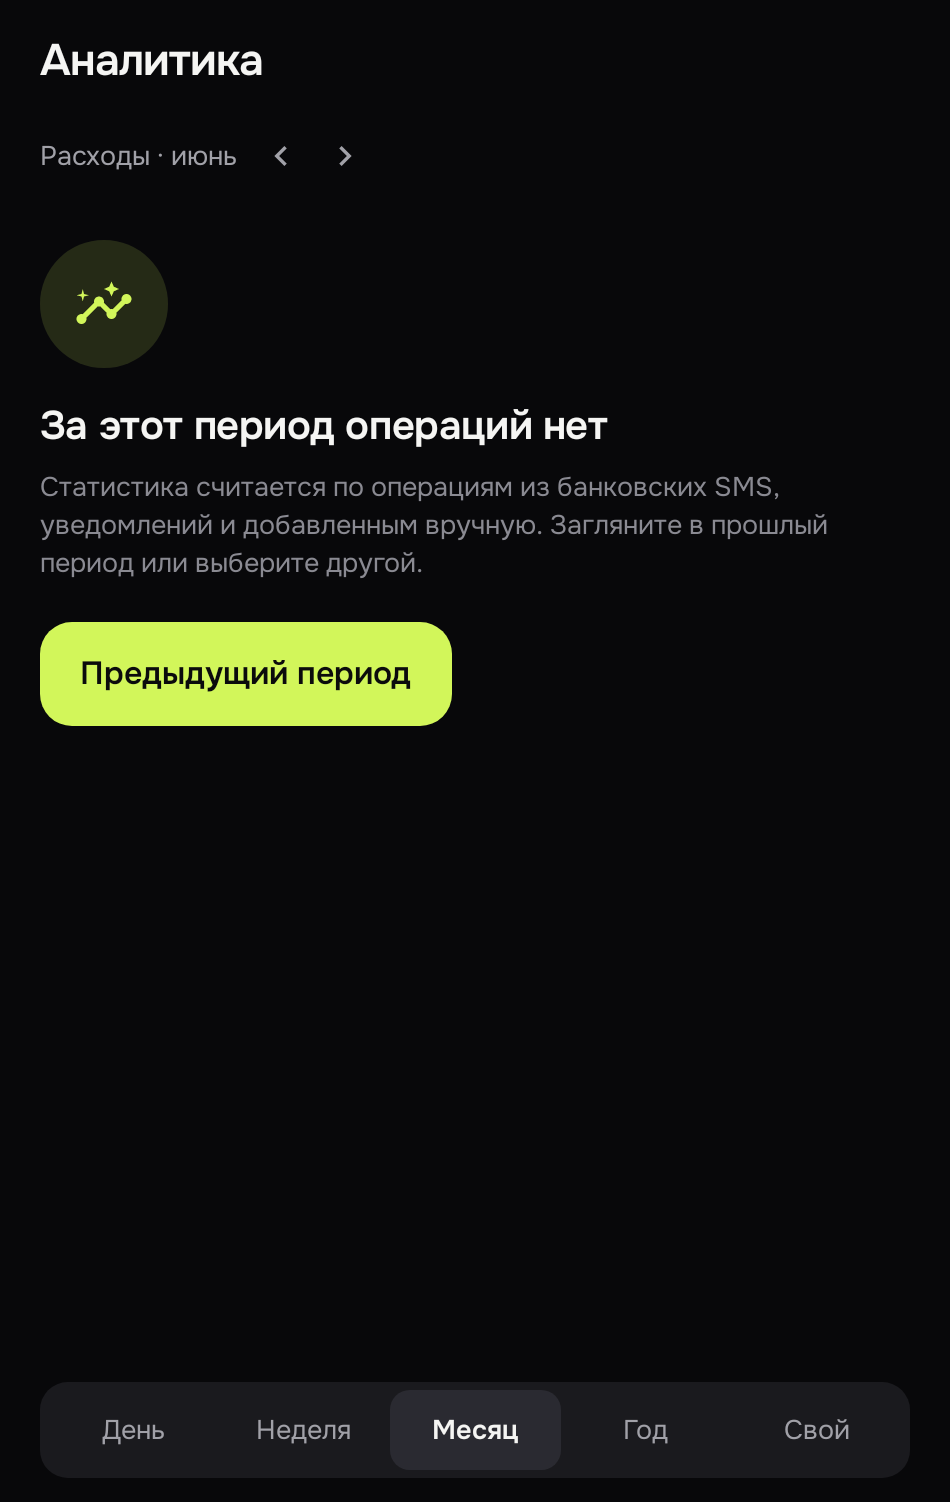 Аналитика
Расходы · июнь
За этот период операций нет
Статистика считается по операциям из банковских SMS,
уведомлений и добавленным вручную. Загляните в прошлый
период или выберите другой.
Предыдущий период
День Неделя Месяц Год Свой